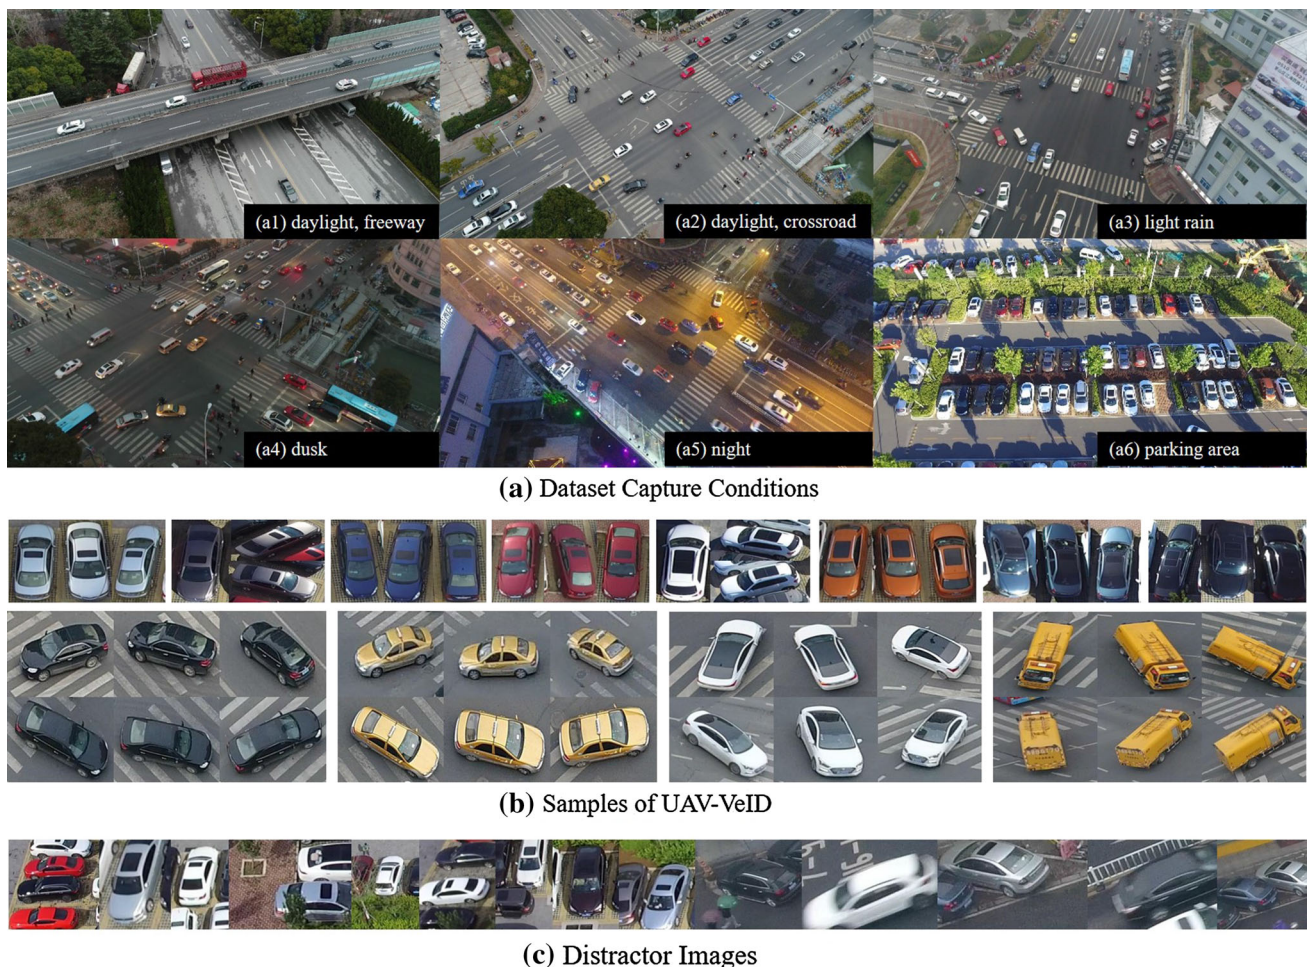 (a1) daylight, freeway
(a2) daylight, crossroad
(a3) light rain
(a4) dusk
(a5) night
(a6) parking area
(a) Dataset Capture Conditions
(b) Samples of UAV-VeID
(c) Distractor Images